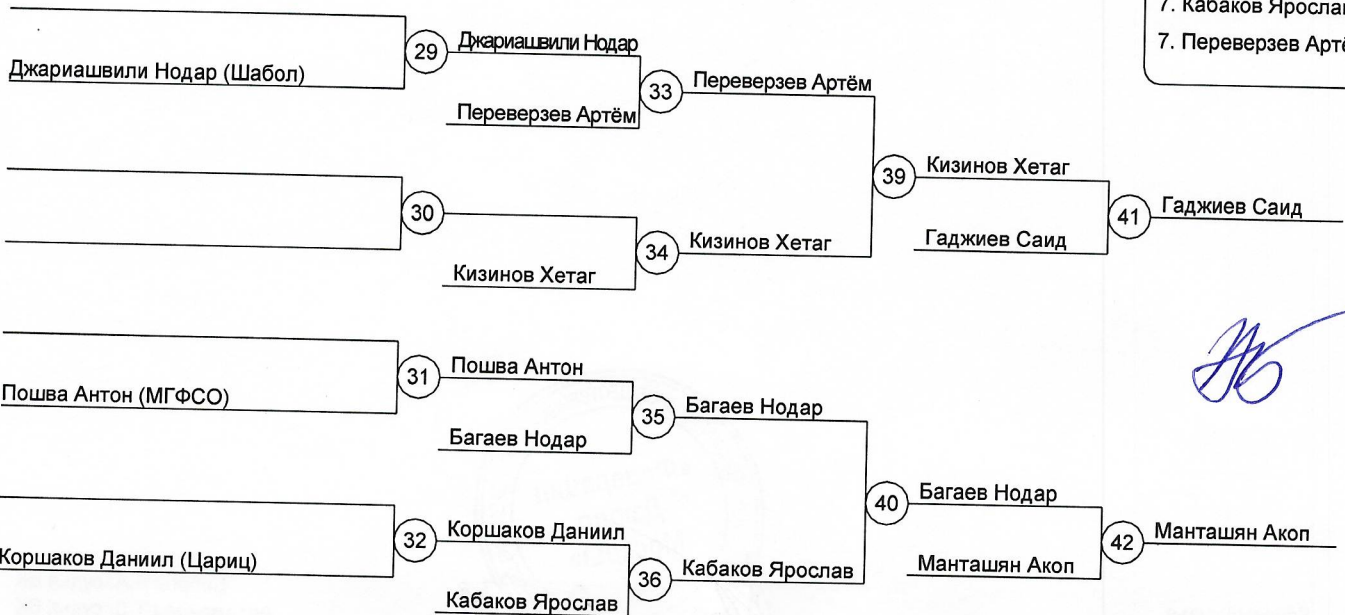 7. Кабаков Ярослав
7. Переверзев Артё
29 Джариашвили Нодар
Джариашвили Нодар (Шабол)
33 Переверзев Артём
Переверзев Артём
39 Кизинов Хетаг
30
41 Гаджиев Саид
34 Кизинов Хетаг
Гаджиев Саид
Кизинов Хетаг
31 Пошва Антон
Пошва Антон (МГФСО)
35 Багаев Нодар
Багаев Нодар
40 Багаев Нодар
32 Коршаков Даниил
42 Манташян Акоп
Коршаков Даниил (Цариц)
36 Кабаков Ярослав
Манташян Акоп
Кабаков Ярослав